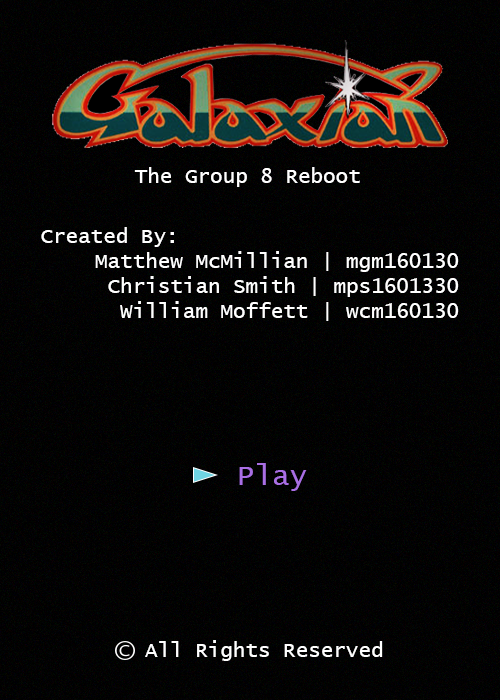 Galaxian
The Group 8 Reboot
Created By:
Matthew McMillian | mgm160130
Christian Smith | mps1601330
William Moffett | wcm160130
Play
© All Rights Reserved